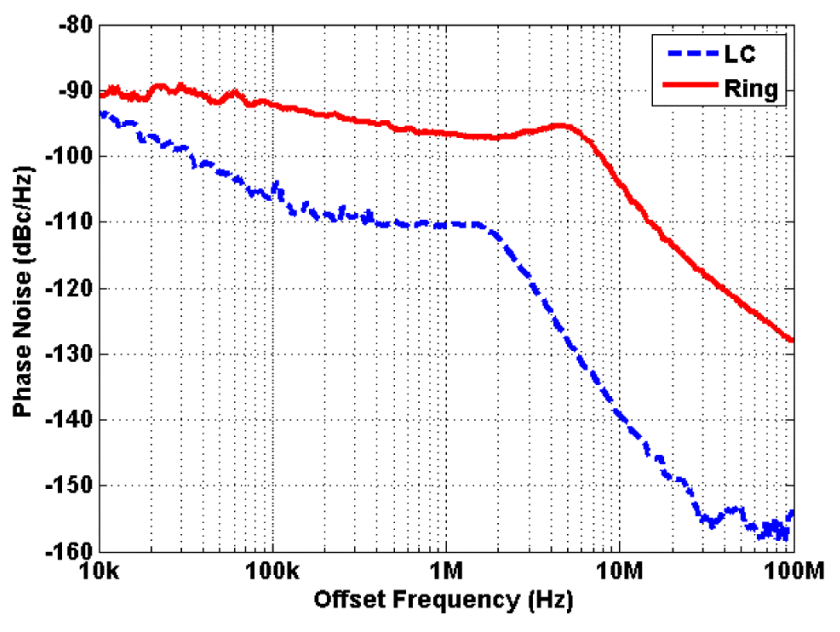 -80
-90
-100
-110
-120
-130
-140
-150
-160
Phase Noise (dBc/Hz)
LC
Ring
10k
100k
1M
10M
100M
Offset Frequency (Hz)